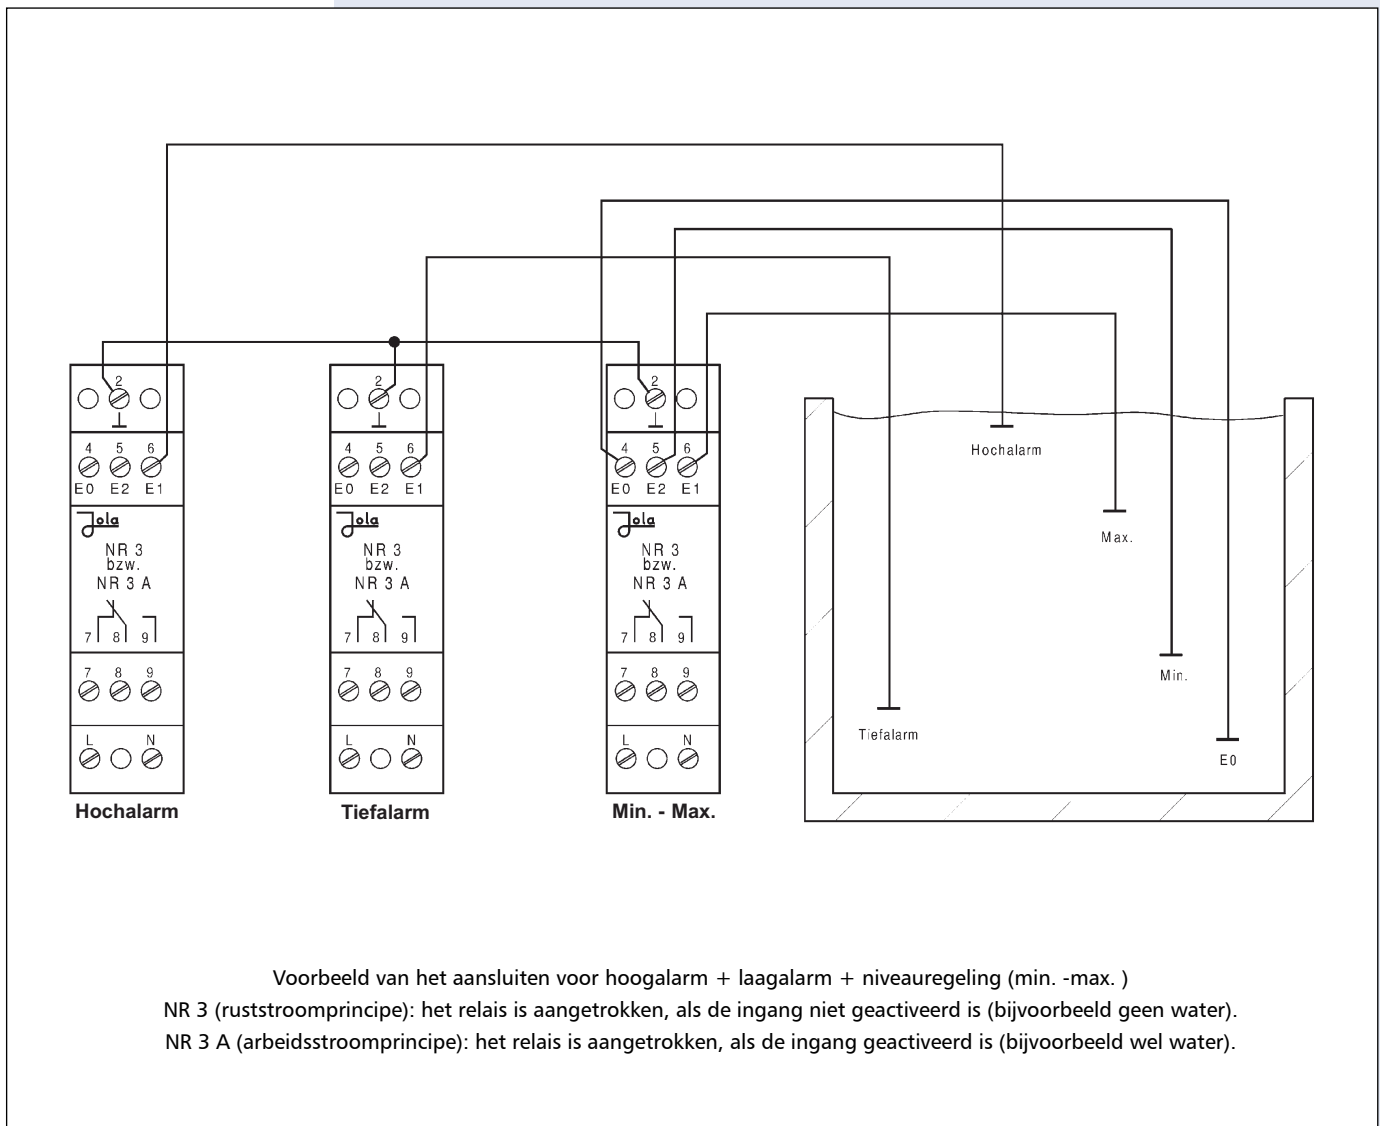 2
2
2
4 5 6
E0 E2 E1
4 5 6
E0 E2 E1
4 5 6
E0 E2 E1
Jola
NR 3
bzw.
NR 3 A
7 8 9
7 8 9
L N
Hochalarm
Jola
NR 3
bzw.
NR 3 A
7 8 9
7 8 9
L N
Tiefalarm
Jola
NR 3
bzw.
NR 3 A
7 8 9
7 8 9
L N
Min. - Max.
Hochalarm
Max.
Min.
Tiefalarm
E0
Voorbeeld van het aansluiten voor hoogalarm + laagalarm + niveauregeling (min. -max. )
NR 3 (ruststroomprincipe): het relais is aangetrokken, als de ingang niet geactiveerd is (bijvoorbeeld geen water).
NR 3 A (arbeidsstroomprincipe): het relais is aangetrokken, als de ingang geactiveerd is (bijvoorbeeld wel water).